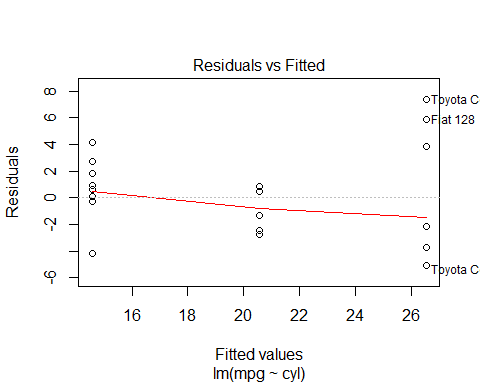 Residuals vs Fitted
8
6
4
2
0
-2
-6
Residuals
Toyota C
Fiat 128
Toyota C
16 18 20 22 24 26
Fitted values
lm(mpg ~ cyl)